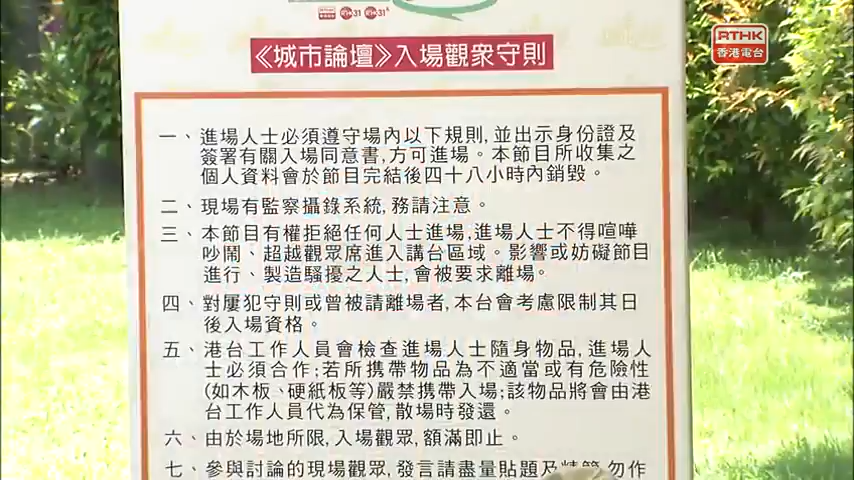 RTHK 31 RTHK 31
RTHK
香港電台
《城市論壇》入場觀衆守則
一、進場人士必須遵守場內以下規則,並出示身份證及
簽署有關入場同意書,方可進場。本節目所收集之
個人資料會於節目完結後四十八小時內銷毀。
二、現場有監察攝錄系統,務請注意。
三、本節目有權拒絕任何人士進場,進場人士不得喧嘩
吵鬧、超越觀眾席進入講台區域。影響或妨礙節目
進行、製造騷擾之人士,會被要求離場。
四、對屢犯守則或曾被請離場者,本台會考慮限制其日
後入場資格。
五、港台工作人員會檢查進場人士隨身物品,進場人
士必須合作;若所携帶物品為不適當或有危險性
(如木板、硬紙板等)嚴禁携帶入場;該物品將會由港
台工作人員代為保管,散場時發還。
六、由於場地所限,入場觀眾,額滿即止。
七、參與討論的現場觀眾,發言請盡量貼題及精簡,勿作